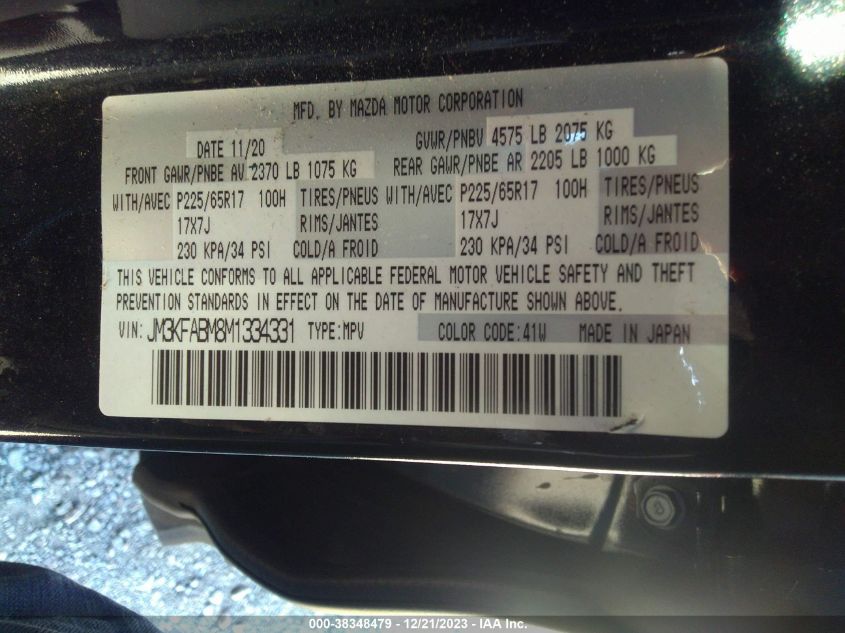 MFD. BY MAZDA MOTOR CORPORATION
DATE 11/20 GVWR/PNBV 4575 LB 2075 KG
FRONT GAWR/PNBE AV 2370 LB 1075 KG REAR GAWR/PNBE AR 2205 LB 1000 KG
WITH/AVEC P225/65R17 100H TIRES/PNEUS WITH/AVEC P225/65R17 100H TIRES/PNEUS
17X7J RIMS/JANTES 17X7J RIMS/JANTES
230 KPA/34 PSI COLD/A FROID 230 KPA/34 PSI COLD/A FROID
THIS VEHICLE CONFORMS TO ALL APPLICABLE FEDERAL MOTOR VEHICLE SAFETY AND THEFT
PREVENTION STANDARDS IN EFFECT ON THE DATE OF MANUFACTURE SHOWN ABOVE.
VIN: JM3KFABM8M1334331 TYPE: MPV COLOR CODE: 41W MADE IN JAPAN
000-38348479 - 12/21/2023 - IAA Inc.